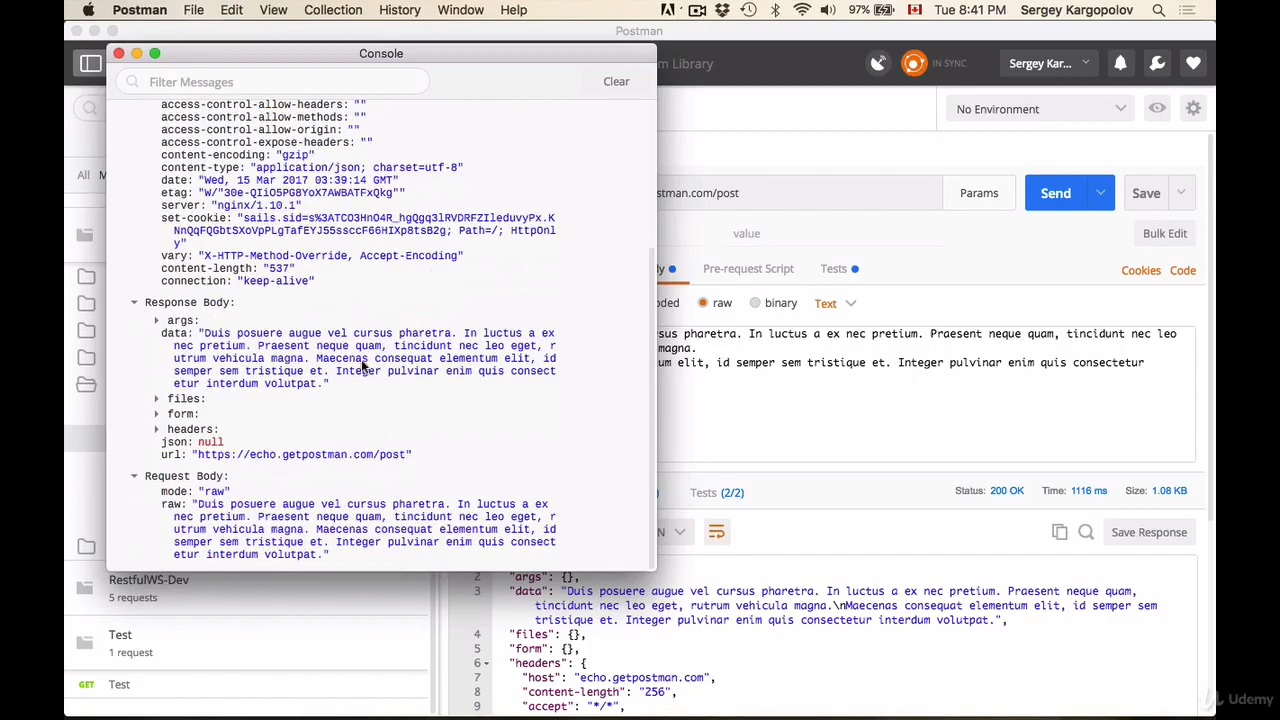 Postman File Edit View Collection History Window Help 97% Tue 8:41 PM Sergey Kargopolov
Postman
Console
Filter Messages Clear
access-control-allow-headers: ""
access-control-allow-methods: ""
access-control-allow-origin: ""
access-control-expose-headers: ""
content-encoding: "gzip"
content-type: "application/json; charset=utf-8"
date: "Wed, 15 Mar 2017 03:39:14 GMT"
etag: "W/"30e-QIiO5PG8YoX7AWBATFxQkg""
server: "nginx/1.10.1"
set-cookie: "sails.sid=s%3ATCO3HnO4R_hgQgq3lRVDRFZIleduvyPx.K
NnQqFQGbtSXoVpPLgTafEYJ55ssccF66HIXp8tsB2g; Path=/; HttpOnl
y"
vary: "X-HTTP-Method-Override, Accept-Encoding"
content-length: "537"
connection: "keep-alive"
Response Body:
args:
data: "Duis posuere augue vel cursus pharetra. In luctus a ex
nec pretium. Praesent neque quam, tincidunt nec leo eget, r
utrum vehicula magna. Maecenas consequat elementum elit, id
semper sem tristique et. Integer pulvinar enim quis consect
etur interdum volutpat."
files:
form:
headers:
json: null
url: "https://echo.getpostman.com/post"
Request Body:
mode: "raw"
raw: "Duis posuere augue vel cursus pharetra. In luctus a ex
nec pretium. Praesent neque quam, tincidunt nec leo eget, r
utrum vehicula magna. Maecenas consequat elementum elit, id
semper sem tristique et. Integer pulvinar enim quis consect
etur interdum volutpat."
m Library IN SYNC Sergey Kar...
No Environment
All M
stman.com/post Params Send Save
value Bulk Edit
y Pre-request Script Tests Cookies Code
oded raw binary Text
sus pharetra. In luctus a ex nec pretium. Praesent neque quam, tincidunt nec leo
magna.
elit, id semper sem tristique et. Integer pulvinar enim quis consectetur
) Tests (2/2) Status: 200 OK Time: 1116 ms Size: 1.08 KB
N Save Response
RestfulWS-Dev
5 requests
Test
1 request
GET Test
2 "args": {},
3 "data": "Duis posuere augue vel cursus pharetra. In luctus a ex nec pretium. Praesent neque quam,
tincidunt nec leo eget, rutrum vehicula magna.\nMaecenas consequat elementum elit, id semper sem
tristique et. Integer pulvinar enim quis consectetur interdum volutpat.",
4 "files": {},
5 "form": {},
6 "headers": {
7 "host": "echo.getpostman.com",
8 "content-length": "256",
9 "accept": "*/*",
Udemy